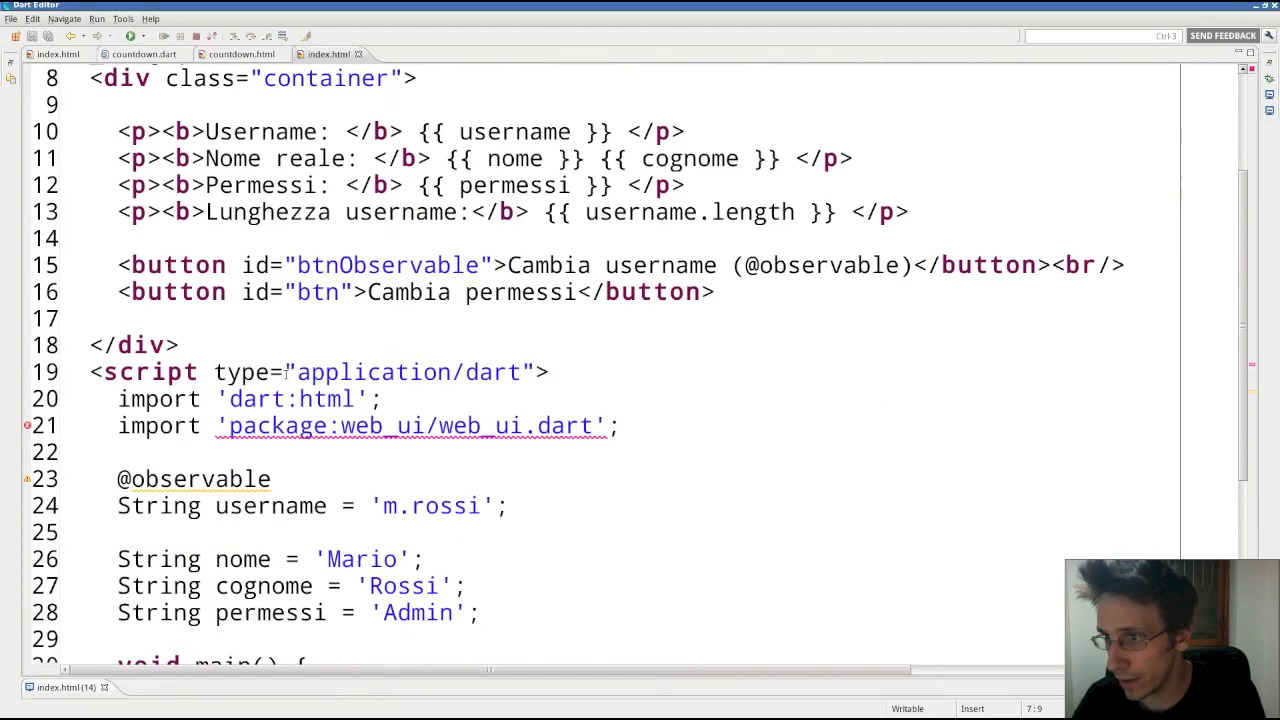 Dart Editor
File Edit Navigate Run Tools Help
Ctrl-3 SEND FEEDBACK
index.html countdown.dart countdown.html index.html
8 <div class="container">
9
10 <p><b>Username: </b> {{ username }} </p>
11 <p><b>Nome reale: </b> {{ nome }} {{ cognome }} </p>
12 <p><b>Permessi: </b> {{ permessi }} </p>
13 <p><b>Lunghezza username:</b> {{ username.length }} </p>
14
15 <button id="btnObservable">Cambia username (@observable)</button><br/>
16 <button id="btn">Cambia permessi</button>
17
18 </div>
19 <script type="application/dart">
20 import 'dart:html';
21 import 'package:web_ui/web_ui.dart';
22
23 @observable
24 String username = 'm.rossi';
25
26 String nome = 'Mario';
27 String cognome = 'Rossi';
28 String permessi = 'Admin';
29
30 void main() {
index.html (14)
Writable Insert 7:9